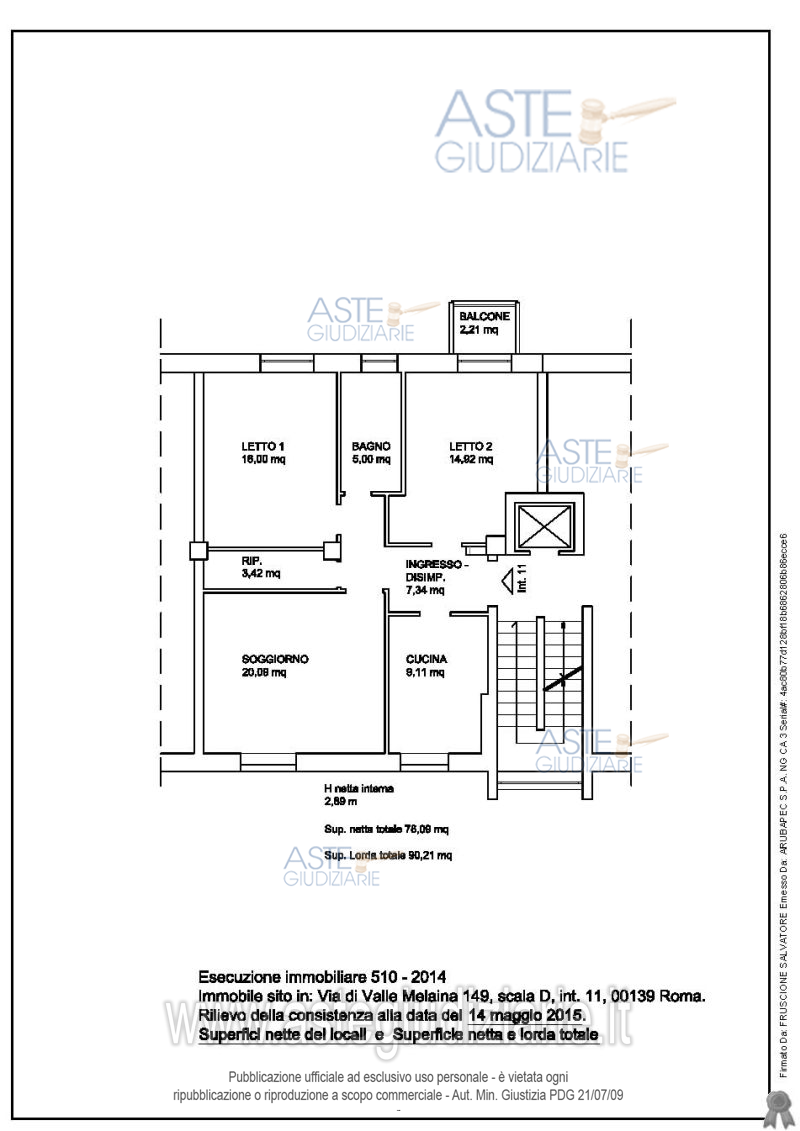 ASTE
GIUDIZIARIE
ASTE
GIUDIZIARIE
BALCONE
2,21 mq
LETTO 1
16,00 mq
BAGNO
5,00 mq
LETTO 2
14,92 mq
ASTE
GIUDIZIARIE
RIP.
3,42 mq
INGRESSO -
DISIMP.
7,34 mq
Int. 11
SOGGIORNO
20,09 mq
CUCINA
9,11 mq
ASTE
GIUDIZIARIE
H netta interna
2,89 m
Sup. netta totale 76,09 mq
Sup. Lorda totale 90,21 mq
ASTE
GIUDIZIARIE
Esecuzione immobiliare 510 - 2014
Immobile sito in: Via di Valle Melaina 149, scala D, int. 11, 00139 Roma.
Rilievo della consistenza alla data del 14 maggio 2015.
Superfici nette dei locali e Superficie netta e lorda totale
www.astegiudiziarie.it
Pubblicazione ufficiale ad esclusivo uso personale - è vietata ogni
ripubblicazione o riproduzione a scopo commerciale - Aut. Min. Giustizia PDG 21/07/09
-
Firmato Da: FRUSCIONE SALVATORE Emesso Da: ARUBAPEC S.P.A. NG CA 3 Serial#: 4ac60b77d128bf18b6862806b86ecce6